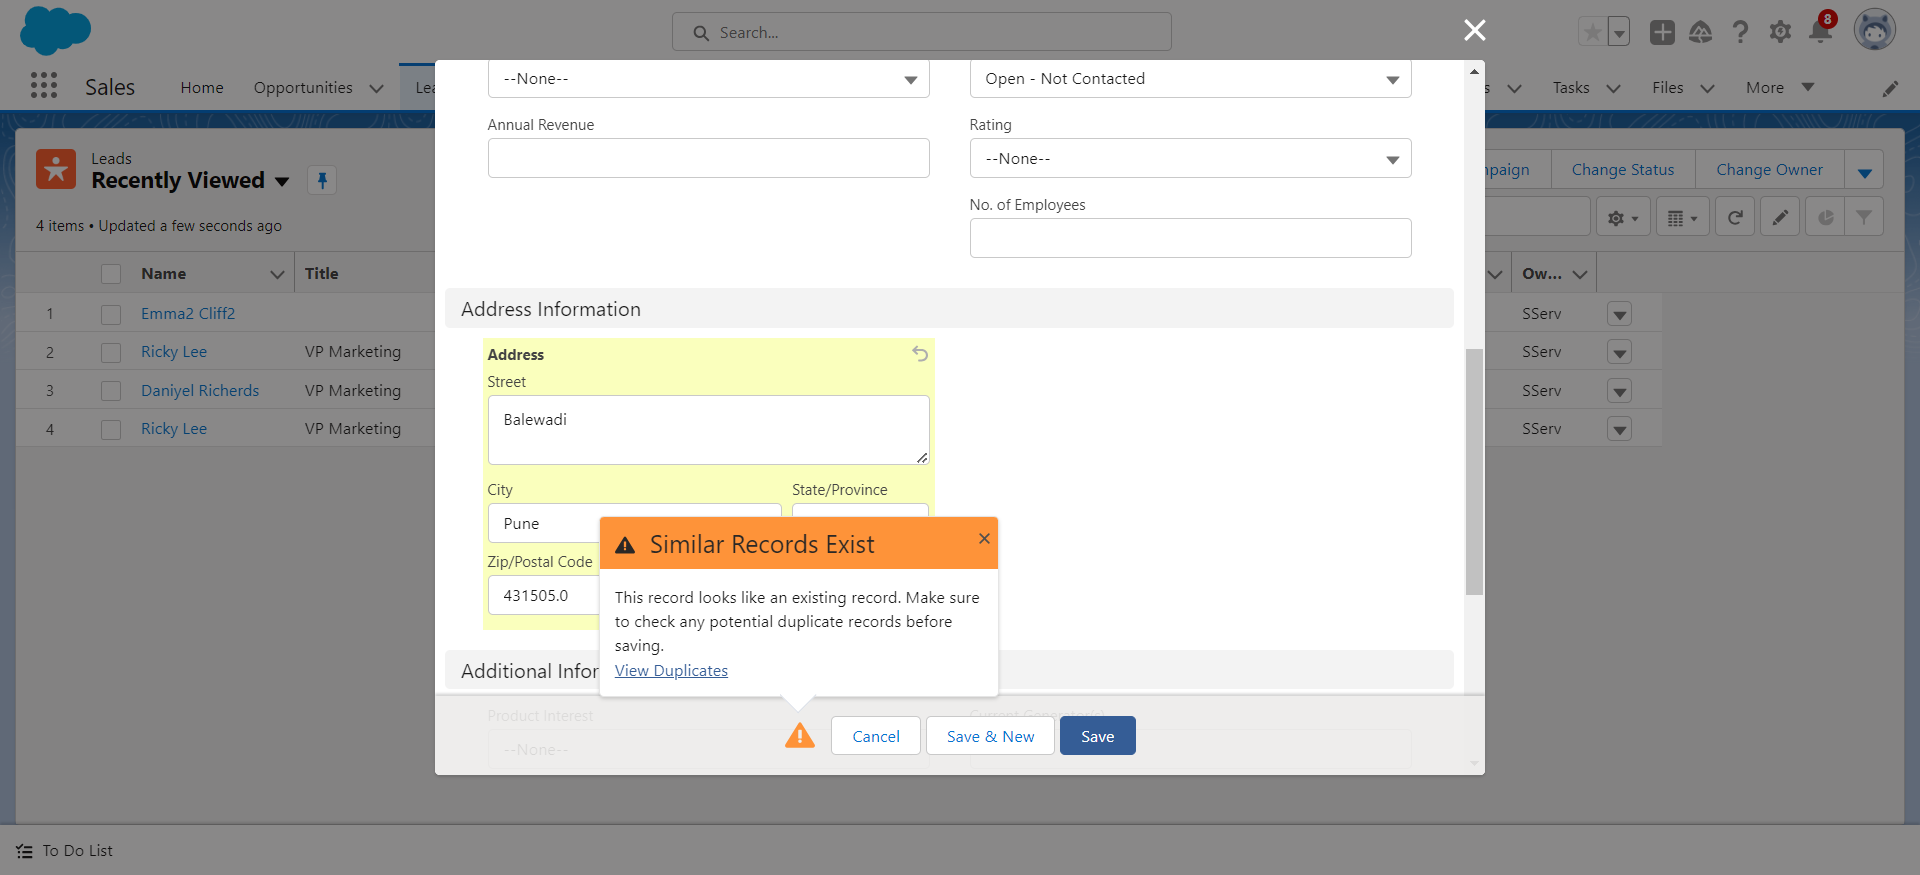 Search...
8
Sales
Home
Opportunities
Lea
s
Tasks
Files
More
Leads
Recently Viewed
4 items • Updated a few seconds ago
paign
Change Status
Change Owner
Name
Title
Ow...
1
Emma2 Cliff2
SServ
2
Ricky Lee
VP Marketing
SServ
3
Daniyel Richerds
VP Marketing
SServ
4
Ricky Lee
VP Marketing
SServ
--None--
Open - Not Contacted
Annual Revenue
Rating
--None--
No. of Employees
Address Information
Address
Street
Balewadi
City
State/Province
Pune
Zip/Postal Code
431505.0
Similar Records Exist
This record looks like an existing record. Make sure
to check any potential duplicate records before
saving.
View Duplicates
Additional Infor
Product Interest
Current Generator(s)
--None--
Cancel
Save & New
Save
To Do List